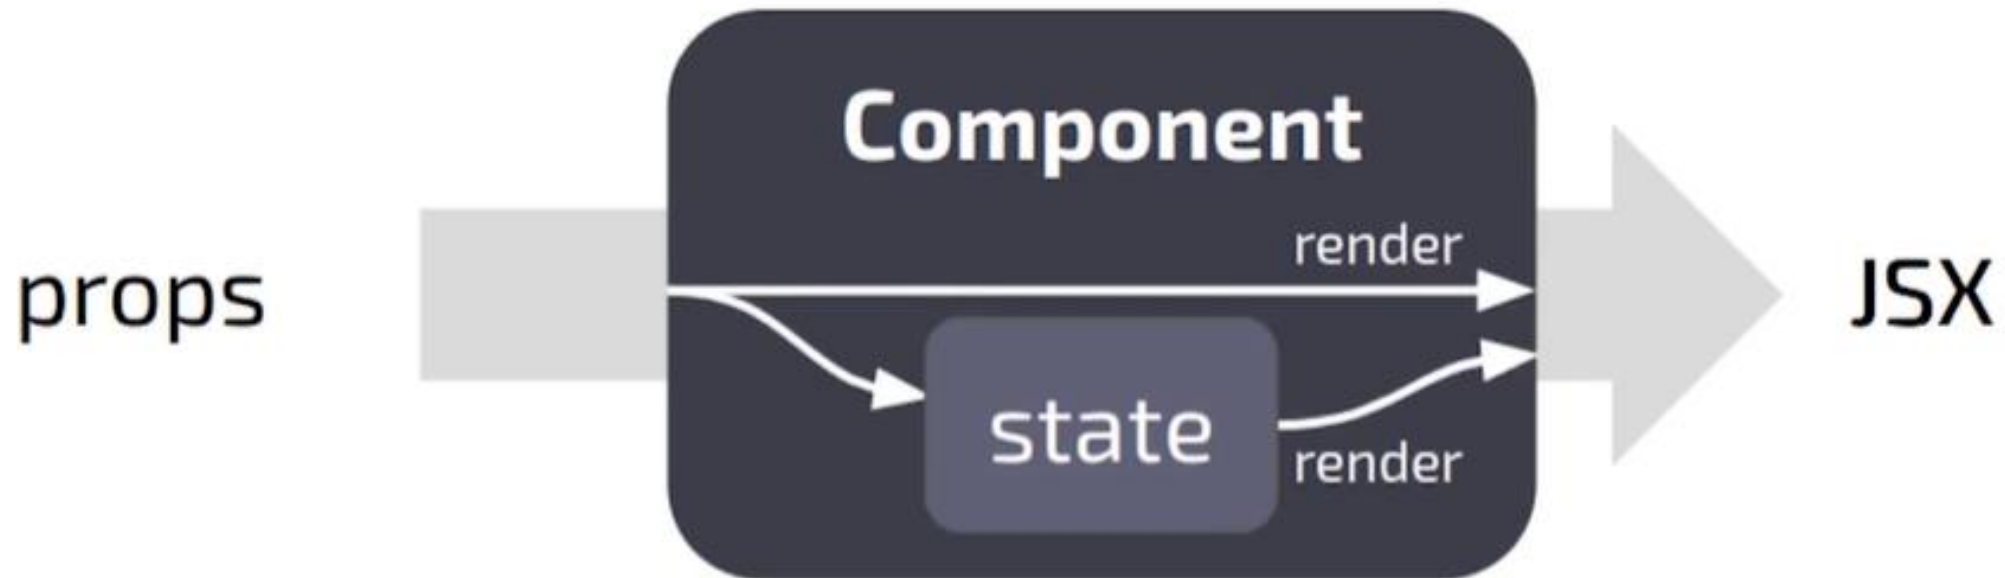 Component
render
props
JSX
state
render